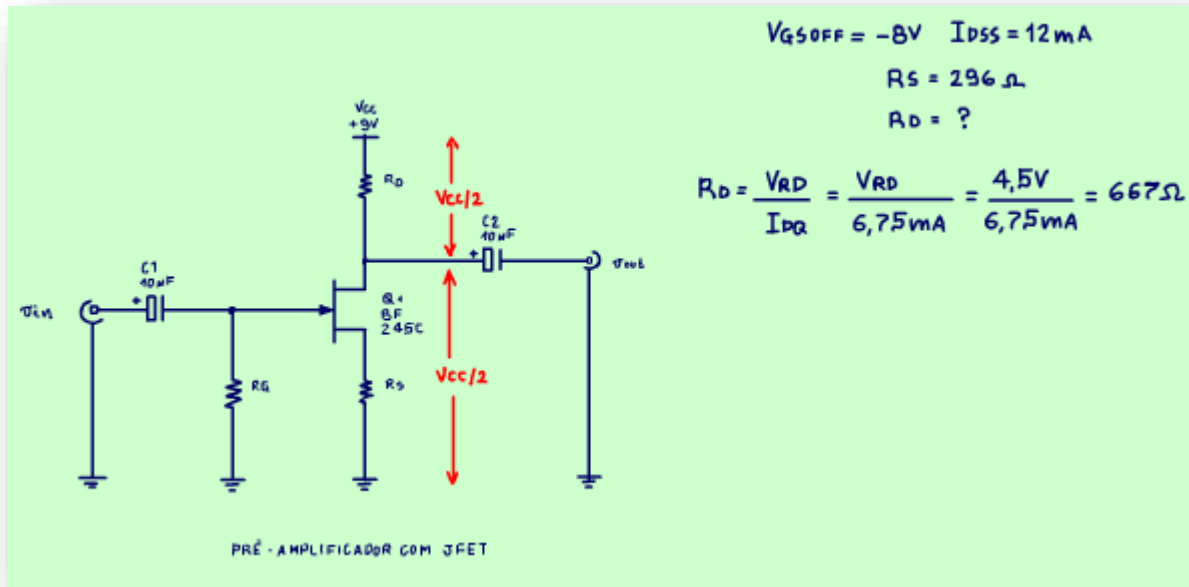 VGSOFF = -8V IDSS = 12mA
RS = 296 Ω
RD = ?
RD = VRD / IDQ = VRD / 6,75mA = 4,5V / 6,75mA = 667Ω
Vcc
+9V
RD
Vcc/2
C2
10µF
+
vout
C1
10µF
+
vin
Q1
BF
245C
RG
RS
Vcc/2
PRÉ-AMPLIFICADOR COM JFET